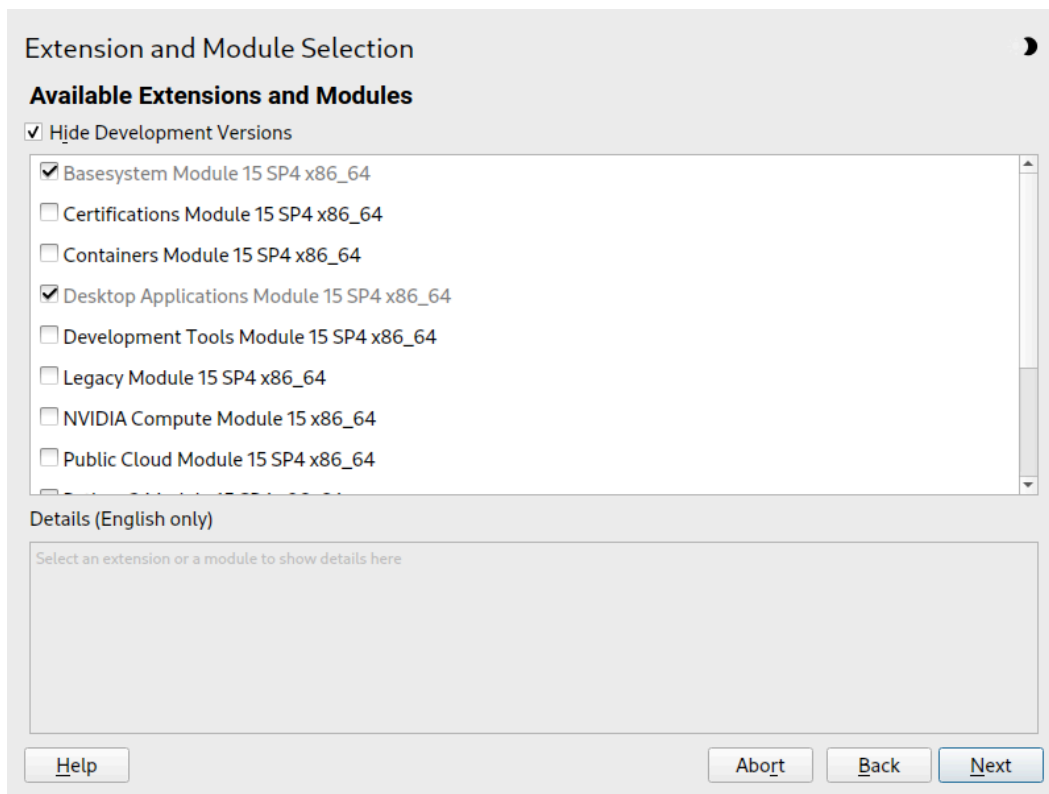 Extension and Module Selection
Available Extensions and Modules
Hide Development Versions
Basesystem Module 15 SP4 x86_64
Certifications Module 15 SP4 x86_64
Containers Module 15 SP4 x86_64
Desktop Applications Module 15 SP4 x86_64
Development Tools Module 15 SP4 x86_64
Legacy Module 15 SP4 x86_64
NVIDIA Compute Module 15 x86_64
Public Cloud Module 15 SP4 x86_64
Details (English only)
Select an extension or a module to show details here
Help Abort Back Next